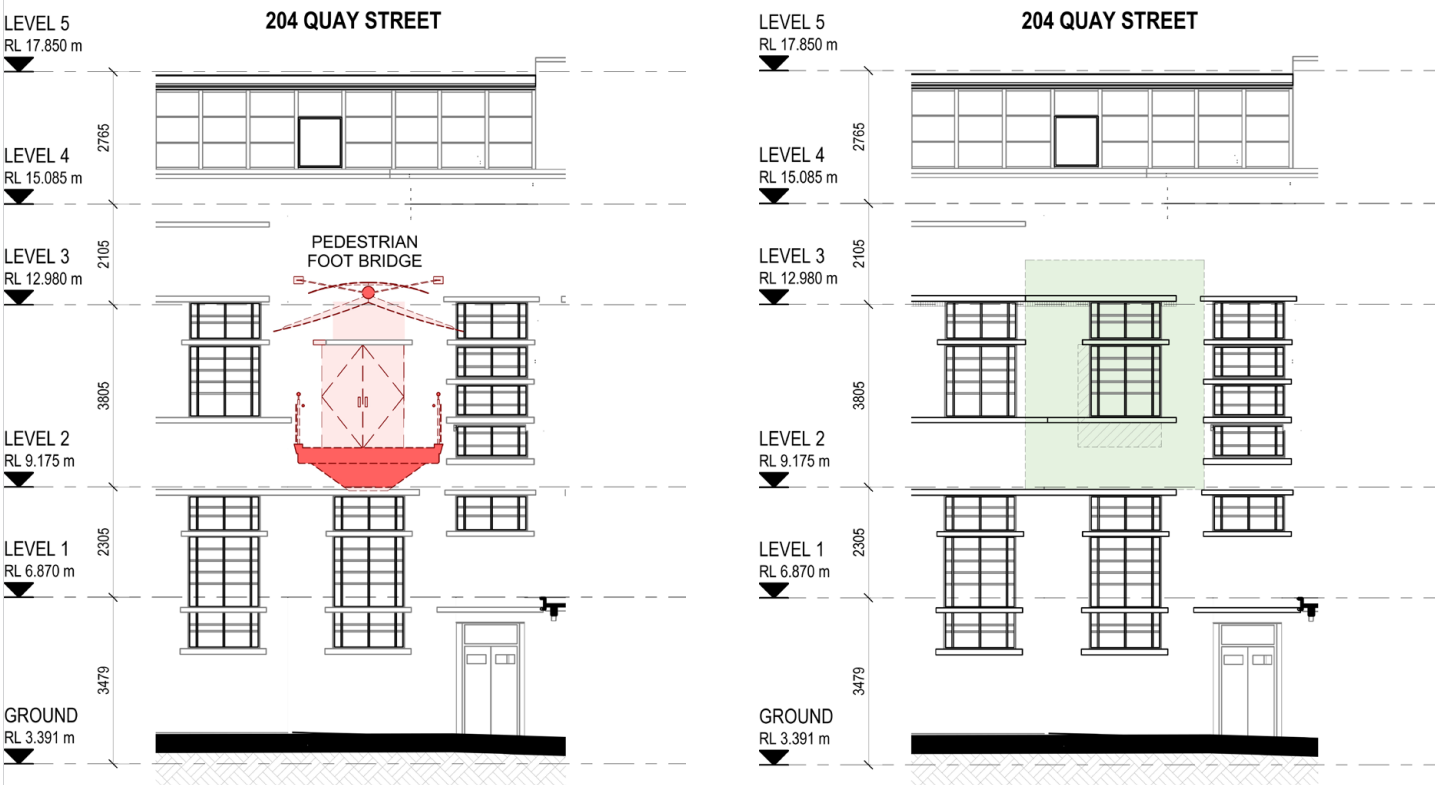 204 QUAY STREET
LEVEL 5
RL 17.850 m
2765
LEVEL 4
RL 15.085 m
2105
PEDESTRIAN
FOOT BRIDGE
LEVEL 3
RL 12.980 m
3805
LEVEL 2
RL 9.175 m
2305
LEVEL 1
RL 6.870 m
3479
GROUND
RL 3.391 m
204 QUAY STREET
LEVEL 5
RL 17.850 m
2765
LEVEL 4
RL 15.085 m
2105
LEVEL 3
RL 12.980 m
3805
LEVEL 2
RL 9.175 m
2305
LEVEL 1
RL 6.870 m
3479
GROUND
RL 3.391 m